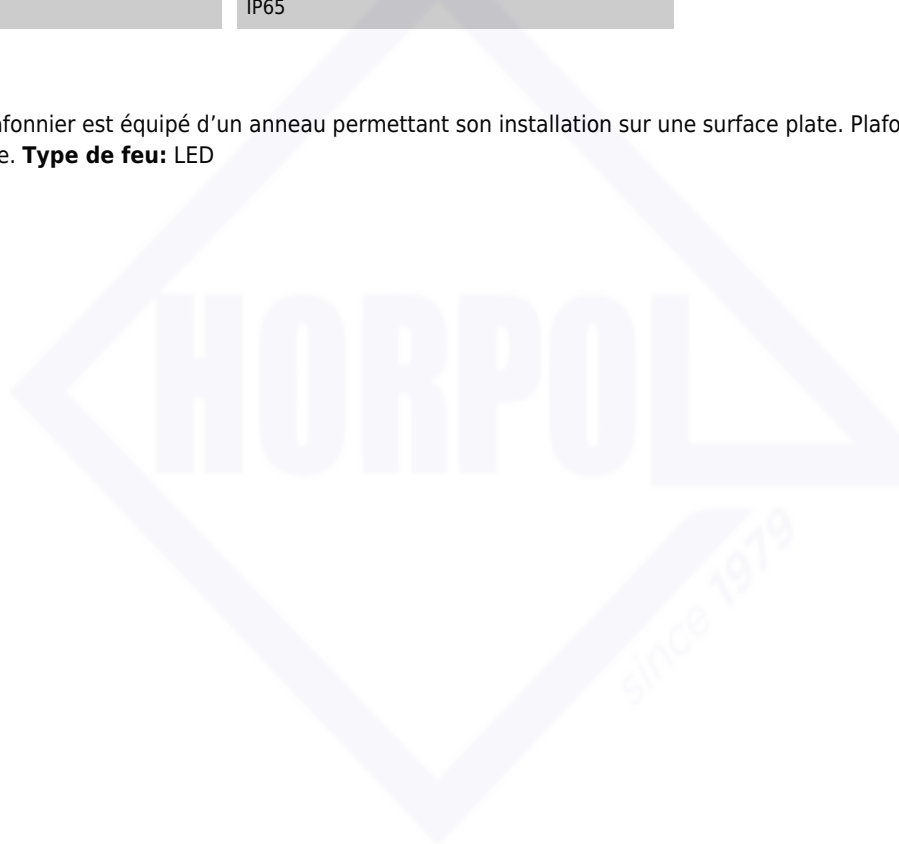 IP65
fonnier est équipé d’un anneau permettant son installation sur une surface plate. Plafo
e. Type de feu: LED
HORPOL
since 1979